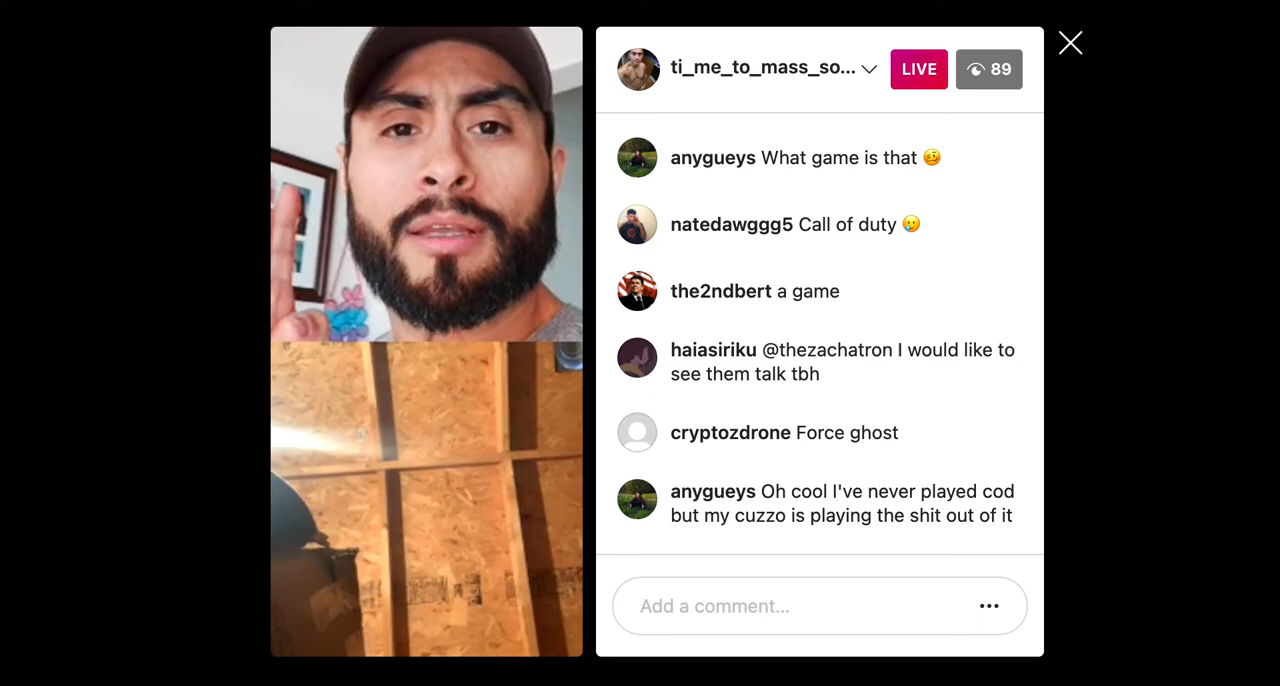 ti_me_to_mass_so...
LIVE
89
anygueys What game is that 🥴
natedawggg5 Call of duty 🥲
the2ndbert a game
haiasiriku @thezachatron I would like to
see them talk tbh
cryptozdrone Force ghost
anygueys Oh cool I've never played cod
but my cuzzo is playing the shit out of it
Add a comment...